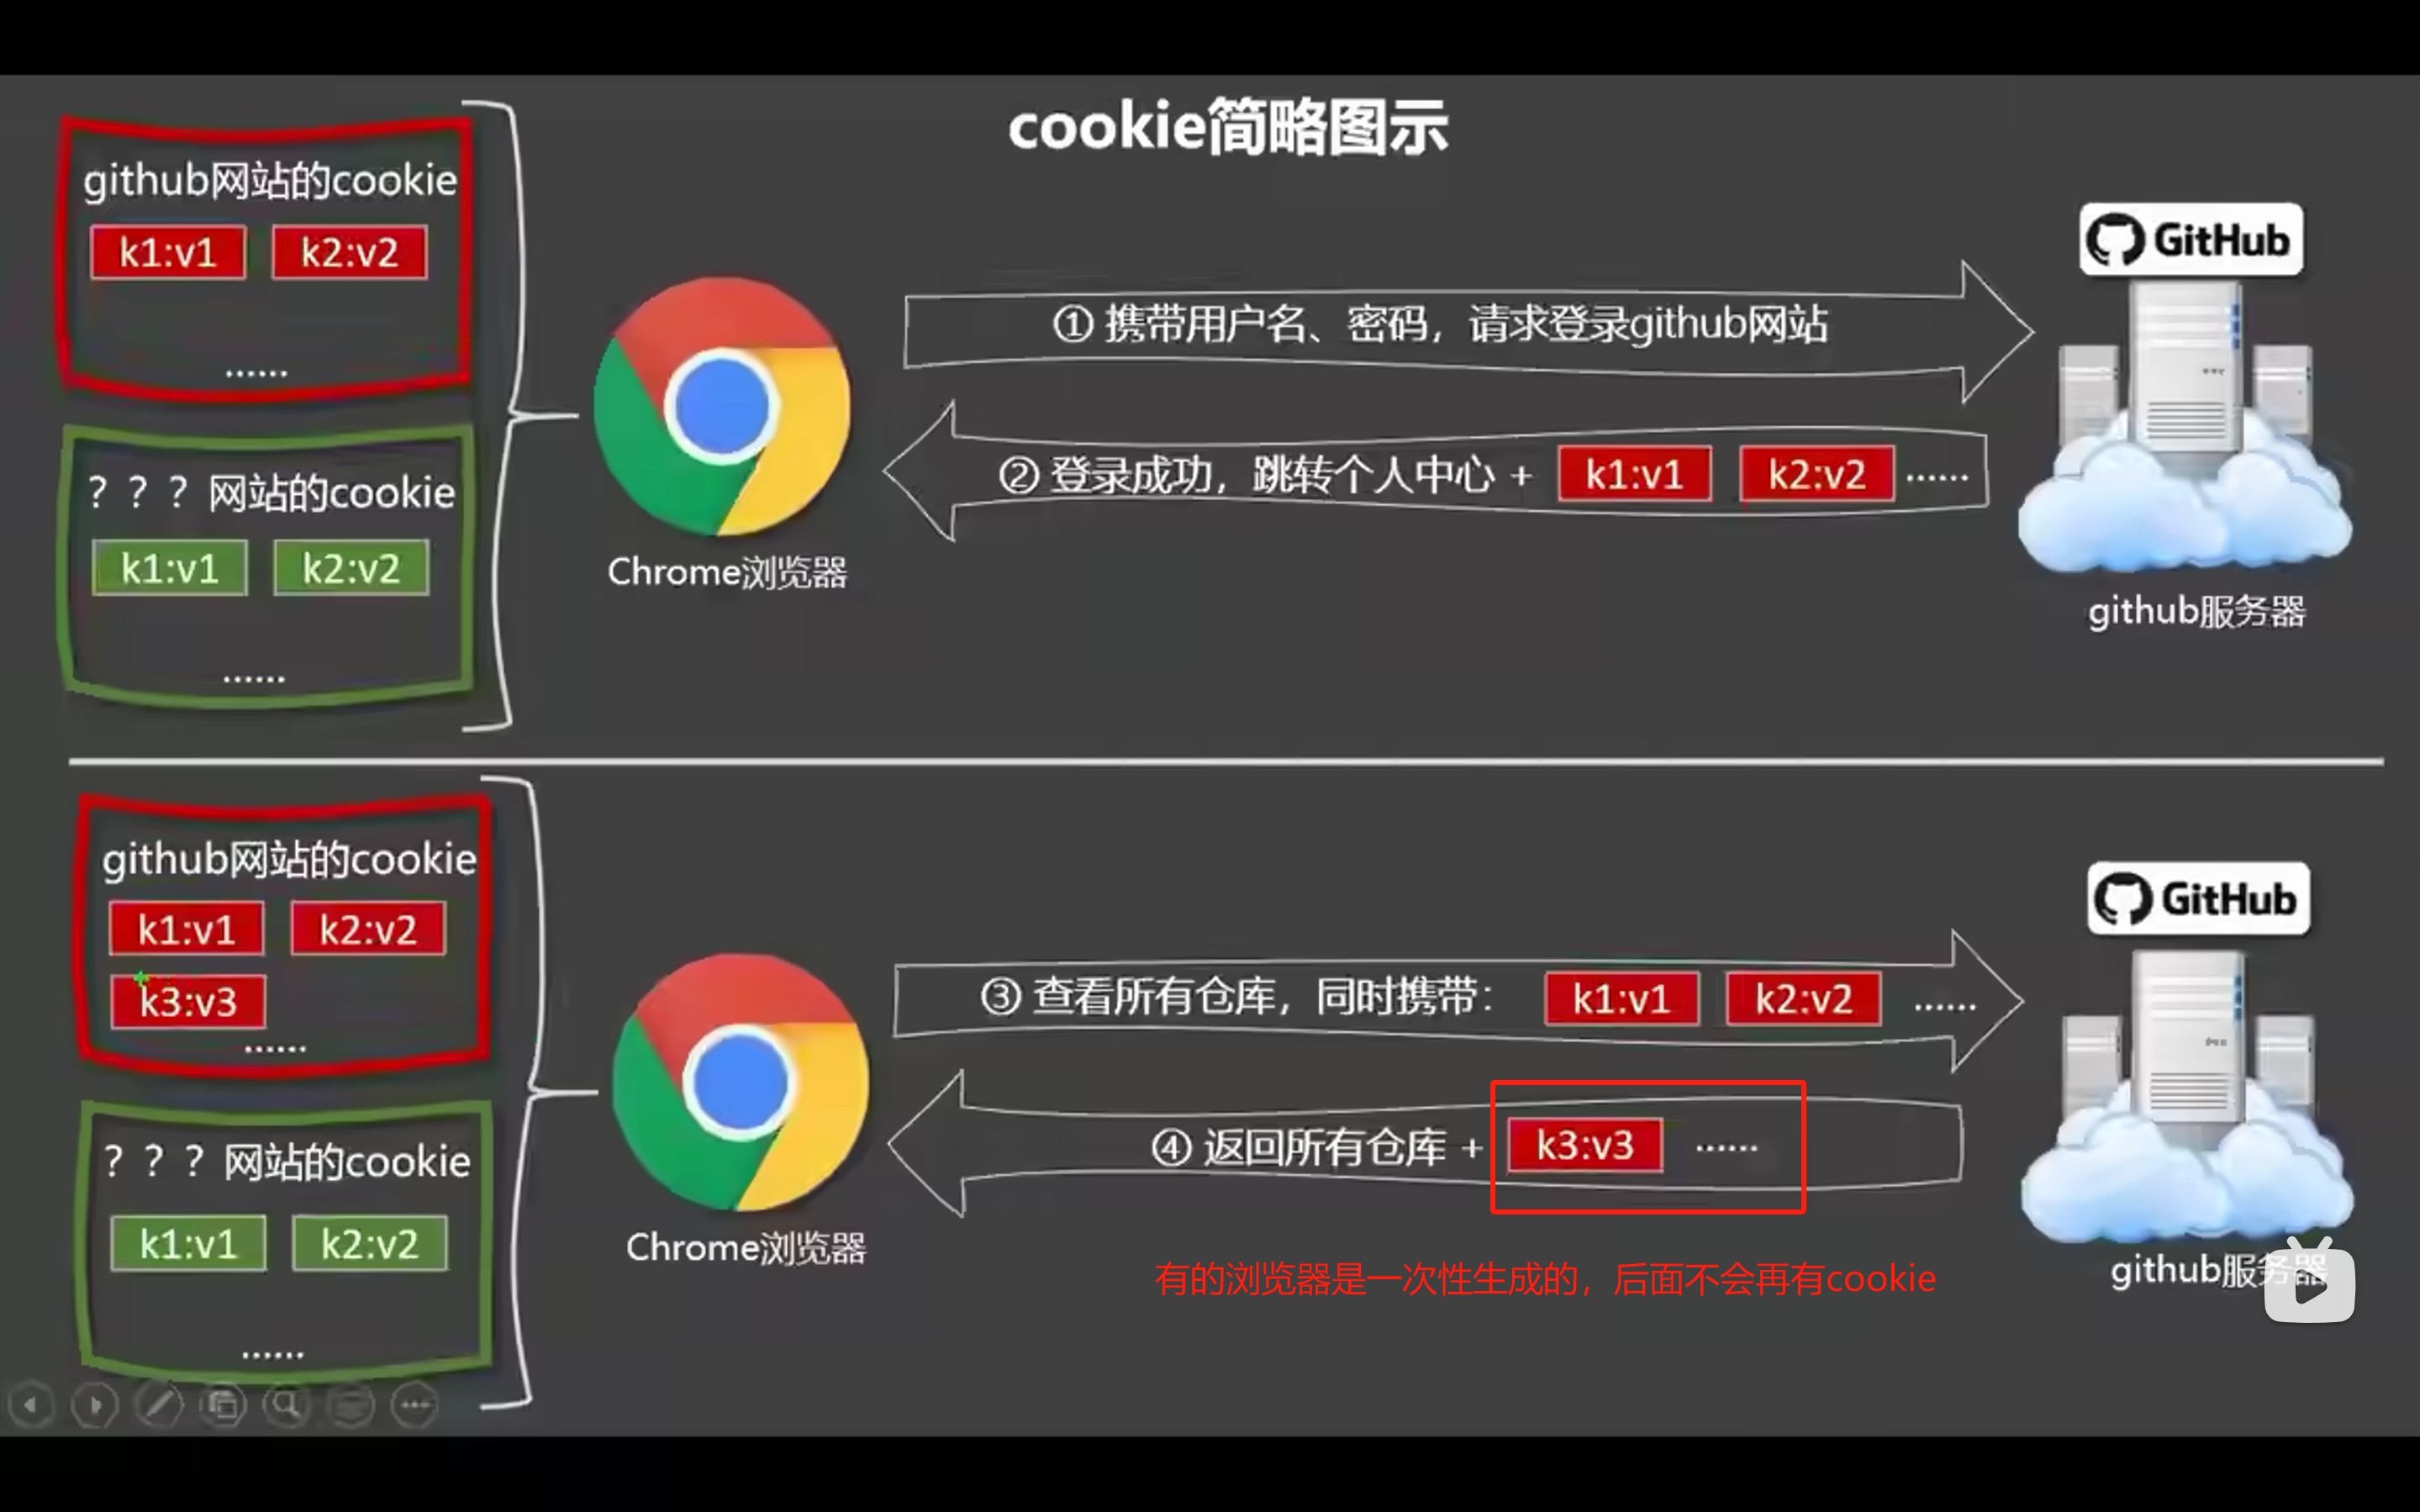 cookie简略图示
github网站的cookie
k1:v1 k2:v2
......
？？？网站的cookie
k1:v1 k2:v2
......
Chrome浏览器
① 携带用户名、密码，请求登录github网站
② 登录成功，跳转个人中心 + k1:v1 k2:v2 ......
GitHub
github服务器
github网站的cookie
k1:v1 k2:v2
k3:v3
......
？？？网站的cookie
k1:v1 k2:v2
......
Chrome浏览器
③ 查看所有仓库，同时携带： k1:v1 k2:v2 ......
④ 返回所有仓库 + k3:v3 ......
有的浏览器是一次性生成的，后面不会再有cookie
GitHub
github服务器